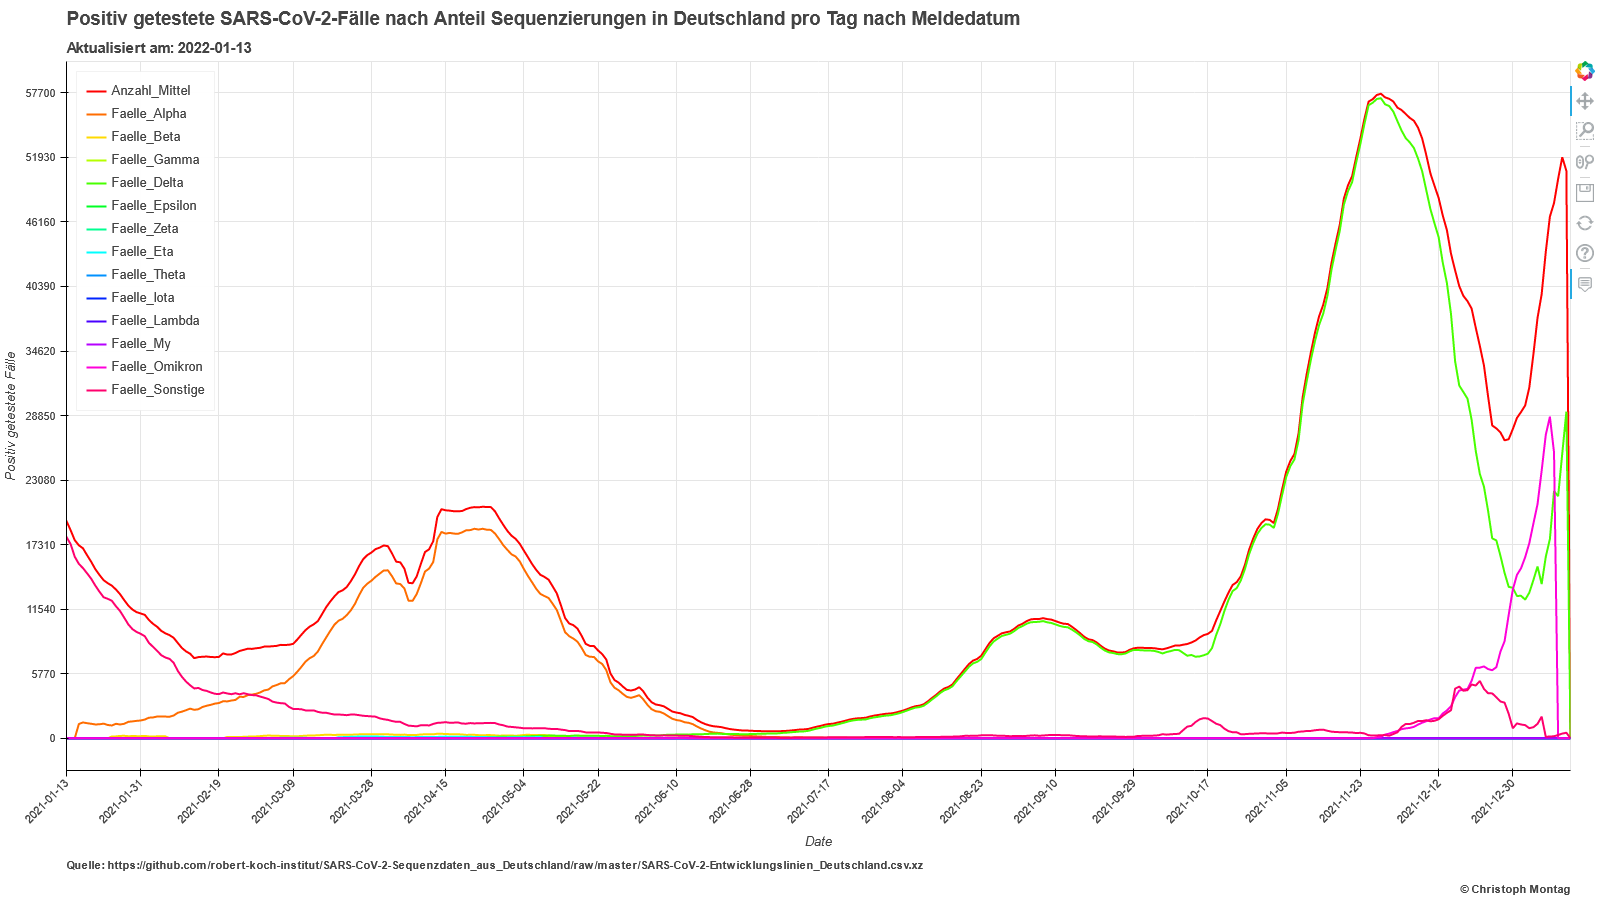 Positiv getestete SARS-CoV-2-Fälle nach Anteil Sequenzierungen in Deutschland pro Tag nach Meldedatum
Aktualisiert am: 2022-01-13
Anzahl_Mittel
Faelle_Alpha
Faelle_Beta
Faelle_Gamma
Faelle_Delta
Faelle_Epsilon
Faelle_Zeta
Faelle_Eta
Faelle_Theta
Faelle_Iota
Faelle_Lambda
Faelle_My
Faelle_Omikron
Faelle_Sonstige
57700
51930
46160
40390
34620
28850
23080
17310
11540
5770
0
Positiv getestete Fälle
2021-01-13
2021-01-31
2021-02-19
2021-03-09
2021-03-28
2021-04-15
2021-05-04
2021-05-22
2021-06-10
2021-06-28
2021-07-17
2021-08-04
2021-08-23
2021-09-10
2021-09-29
2021-10-17
2021-11-05
2021-11-23
2021-12-12
2021-12-30
Date
Quelle: https://github.com/robert-koch-institut/SARS-CoV-2-Sequenzdaten_aus_Deutschland/raw/master/SARS-CoV-2-Entwicklungslinien_Deutschland.csv.xz
© Christoph Montag